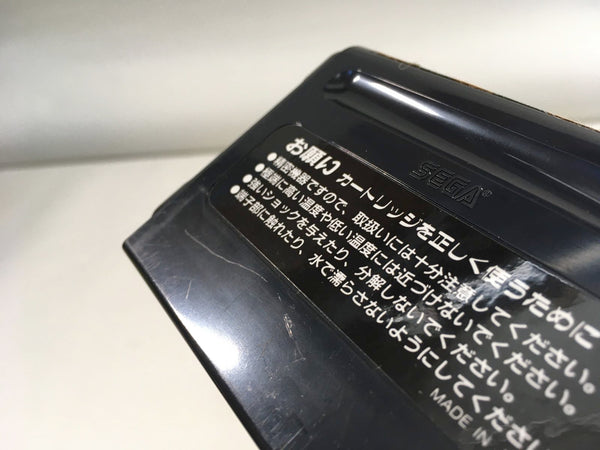 SEGA®
お願い カートリッジを正しく使うために
●精密機器ですので、取扱いには十分注意してください。
●極端に高い温度や低い温度には近づけないでください。
●強いショックを与えたり、分解しないでください。
●端子部に触れたり、水で濡らさないようにしてください
MADE IN